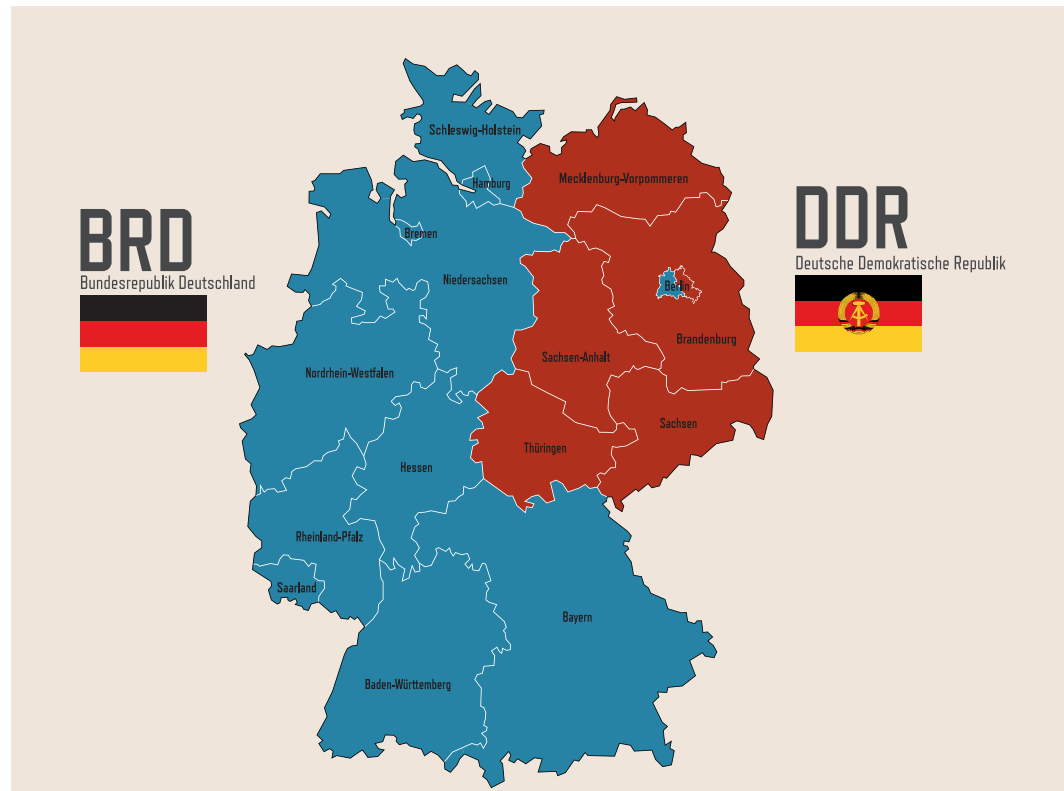 BRD
Bundesrepublik Deutschland
DDR
Deutsche Demokratische Republik
Schleswig-Holstein
Hamburg
Mecklenburg-Vorpommeren
Bremen
Niedersachsen
Berlin
Brandenburg
Sachsen-Anhalt
Nordrhein-Westfalen
Sachsen
Thüringen
Hessen
Rheinland-Pfalz
Saarland
Bayern
Baden-Württemberg